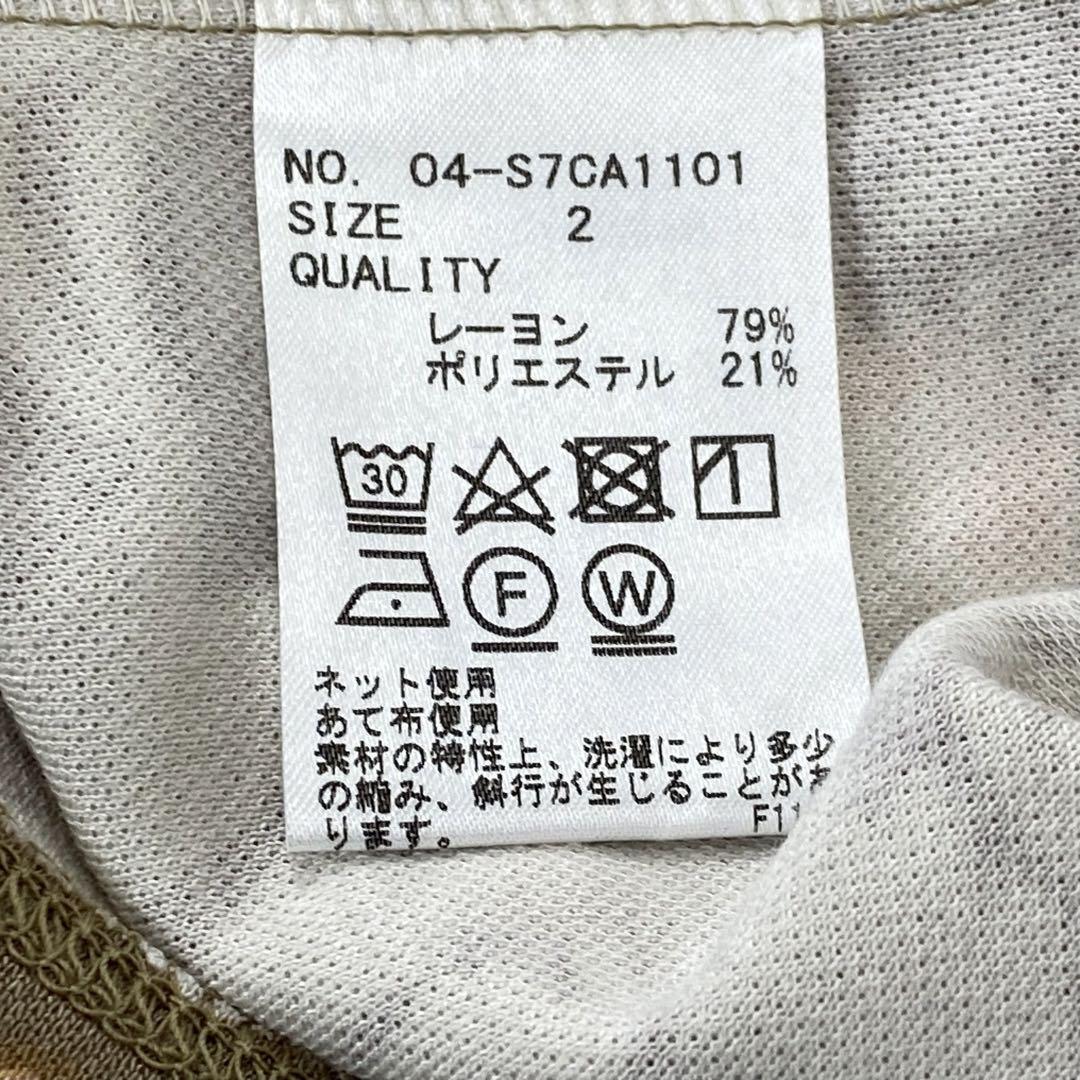 NO. 04-S7CA1101
SIZE 2
QUALITY
レーヨン 79%
ポリエステル 21%
30
F
W
ネット使用
あて布使用
素材の特性上、洗濯により多少
の縮み、斜行が生じることがあ
ります。